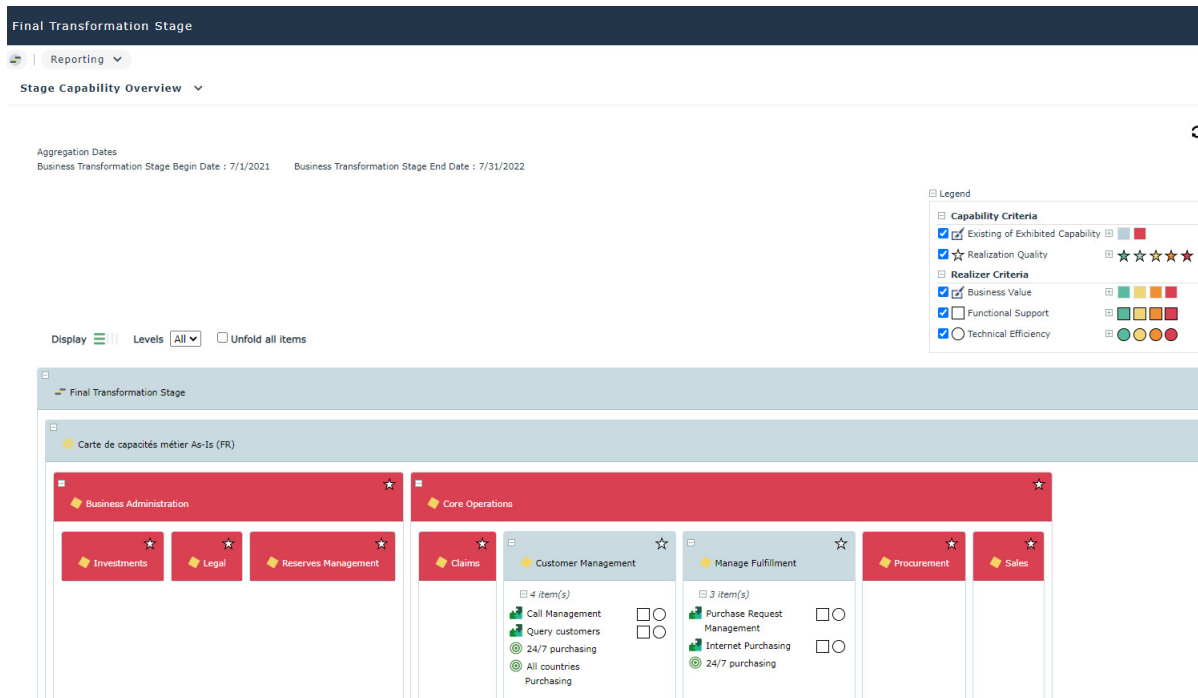 Final Transformation Stage
Reporting
Stage Capability Overview
Aggregation Dates
Business Transformation Stage Begin Date : 7/1/2021 Business Transformation Stage End Date : 7/31/2022
Legend
Capability Criteria
Existing of Exhibited Capability
Realization Quality
Realizer Criteria
Business Value
Functional Support
Technical Efficiency
Display Levels All Unfold all items
Final Transformation Stage
Carte de capacités métier As-Is (FR)
Business Administration
Core Operations
Investments
Legal
Reserves Management
Claims
Customer Management
Manage Fulfillment
Procurement
Sales
4 item(s)
Call Management
Query customers
24/7 purchasing
All countries
Purchasing
3 item(s)
Purchase Request
Management
Internet Purchasing
24/7 purchasing